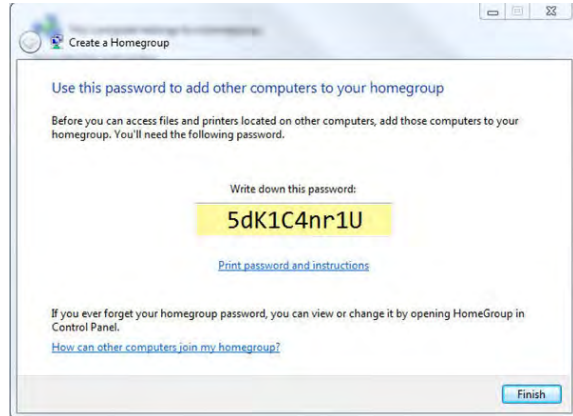 Create a Homegroup
Use this password to add other computers to your homegroup
Before you can access files and printers located on other computers, add those computers to your
homegroup. You'll need the following password.
Write down this password:
5dK1C4nr1U
Print password and instructions
If you ever forget your homegroup password, you can view or change it by opening HomeGroup in
Control Panel.
How can other computers join my homegroup?
Finish